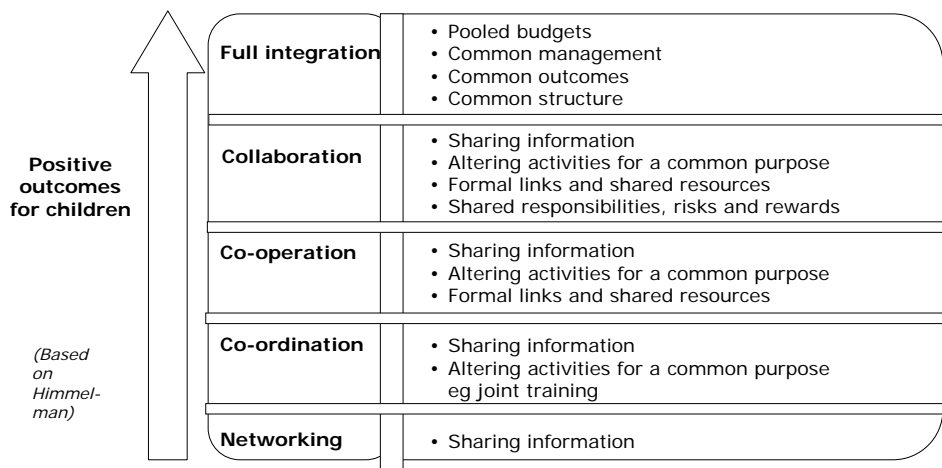 Positive
outcomes
for children
(Based
on
Himmel-
man)
Full integration
• Pooled budgets
• Common management
• Common outcomes
• Common structure
Collaboration
• Sharing information
• Altering activities for a common purpose
• Formal links and shared resources
• Shared responsibilities, risks and rewards
Co-operation
• Sharing information
• Altering activities for a common purpose
• Formal links and shared resources
Co-ordination
• Sharing information
• Altering activities for a common purpose
eg joint training
Networking
• Sharing information